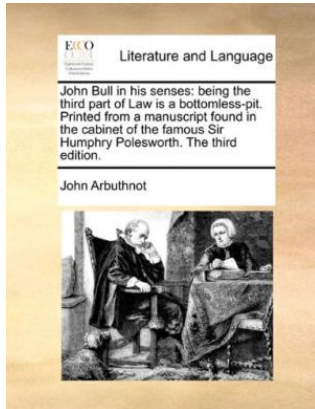 ECCO
Literature and Language
John Bull in his senses: being the
third part of Law is a bottomless-pit.
Printed from a manuscript found in
the cabinet of the famous Sir
Humphry Polesworth. The third
edition.
John Arbuthnot